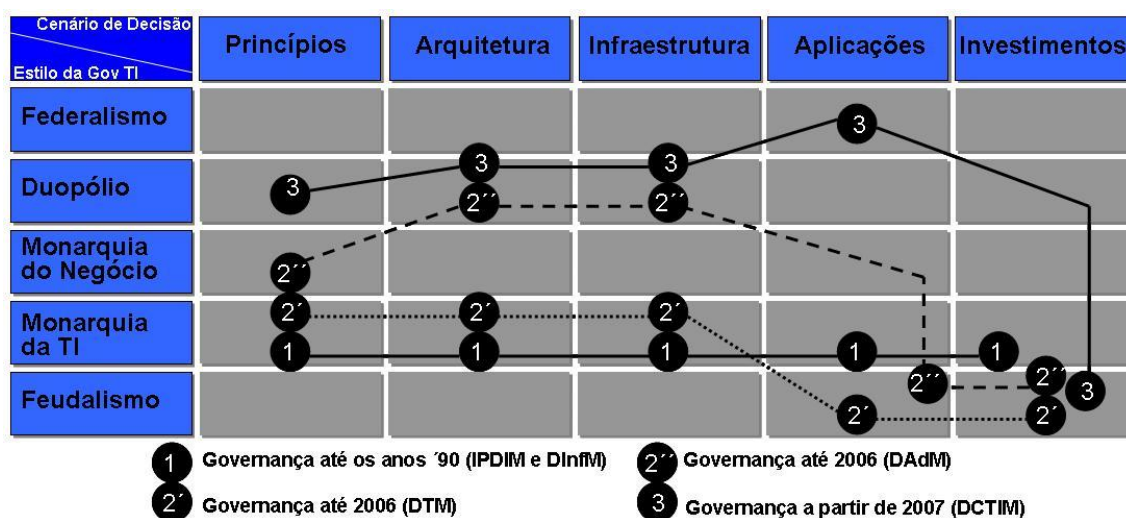 Cenário de Decisão
Estilo da Gov TI
Princípios
Arquitetura
Infraestrutura
Aplicações
Investimentos
Federalismo
3
Duopólio
3
3
3
2´´
2´´
Monarquia
do Negócio
2´´
Monarquia
da TI
2´
2´
2´
1
1
1
1
1
Feudalismo
2´´
2´´
3
2´
2´
1 Governança até os anos ´90 (IPDIM e DInfM)
2´´ Governança até 2006 (DAdM)
2´ Governança até 2006 (DTM)
3 Governança a partir de 2007 (DCTIM)